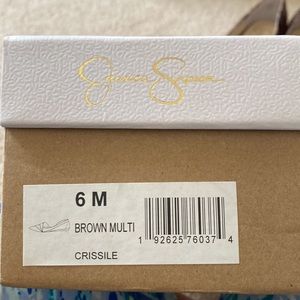 Jessica Simpson
6 M
BROWN MULTI
1 92625 76037 4
CRISSILE